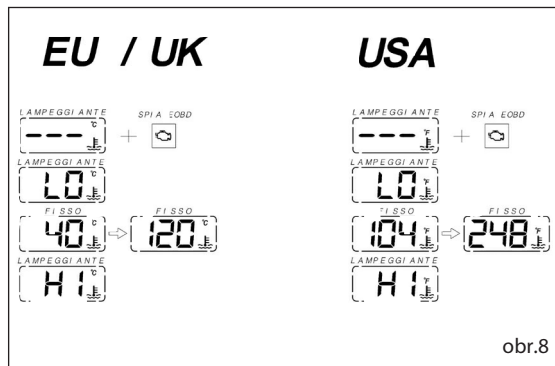 EU / UK
LAMPEGGIANTE
--- °C + SPIA EOBD
LAMPEGGIANTE
LO °C
FISSO
40 °C 120 °C
LAMPEGGIANTE
HI °C
USA
LAMPEGGIANTE
--- °F + SPIA EOBD
LAMPEGGIANTE
LO °F
FISSO FISSO
104 °F 248 °F
LAMPEGGIANTE
HI °F
obr.8